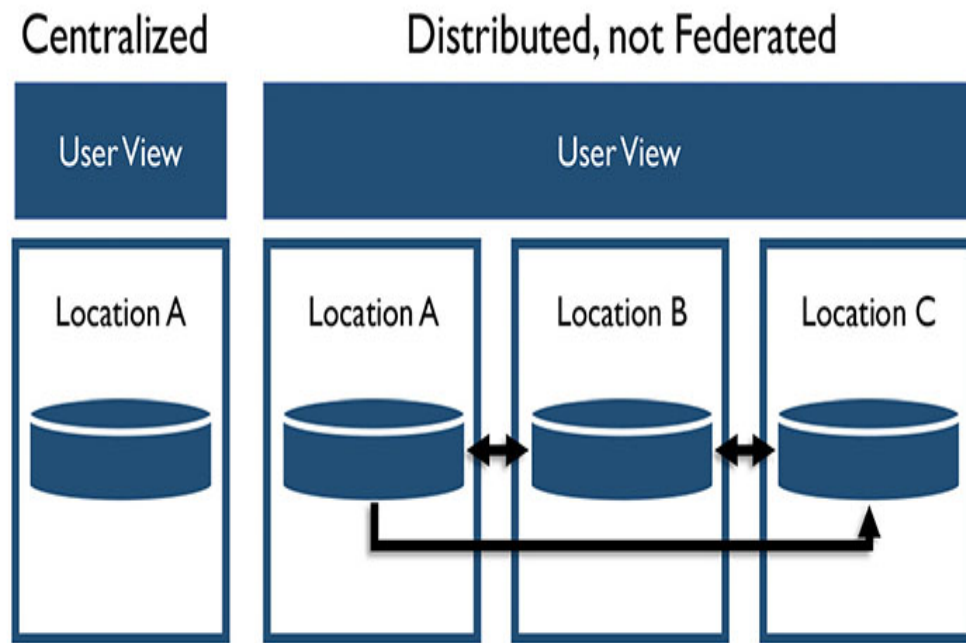 Centralized
Distributed, not Federated
User View
User View
Location A
Location A
Location B
Location C